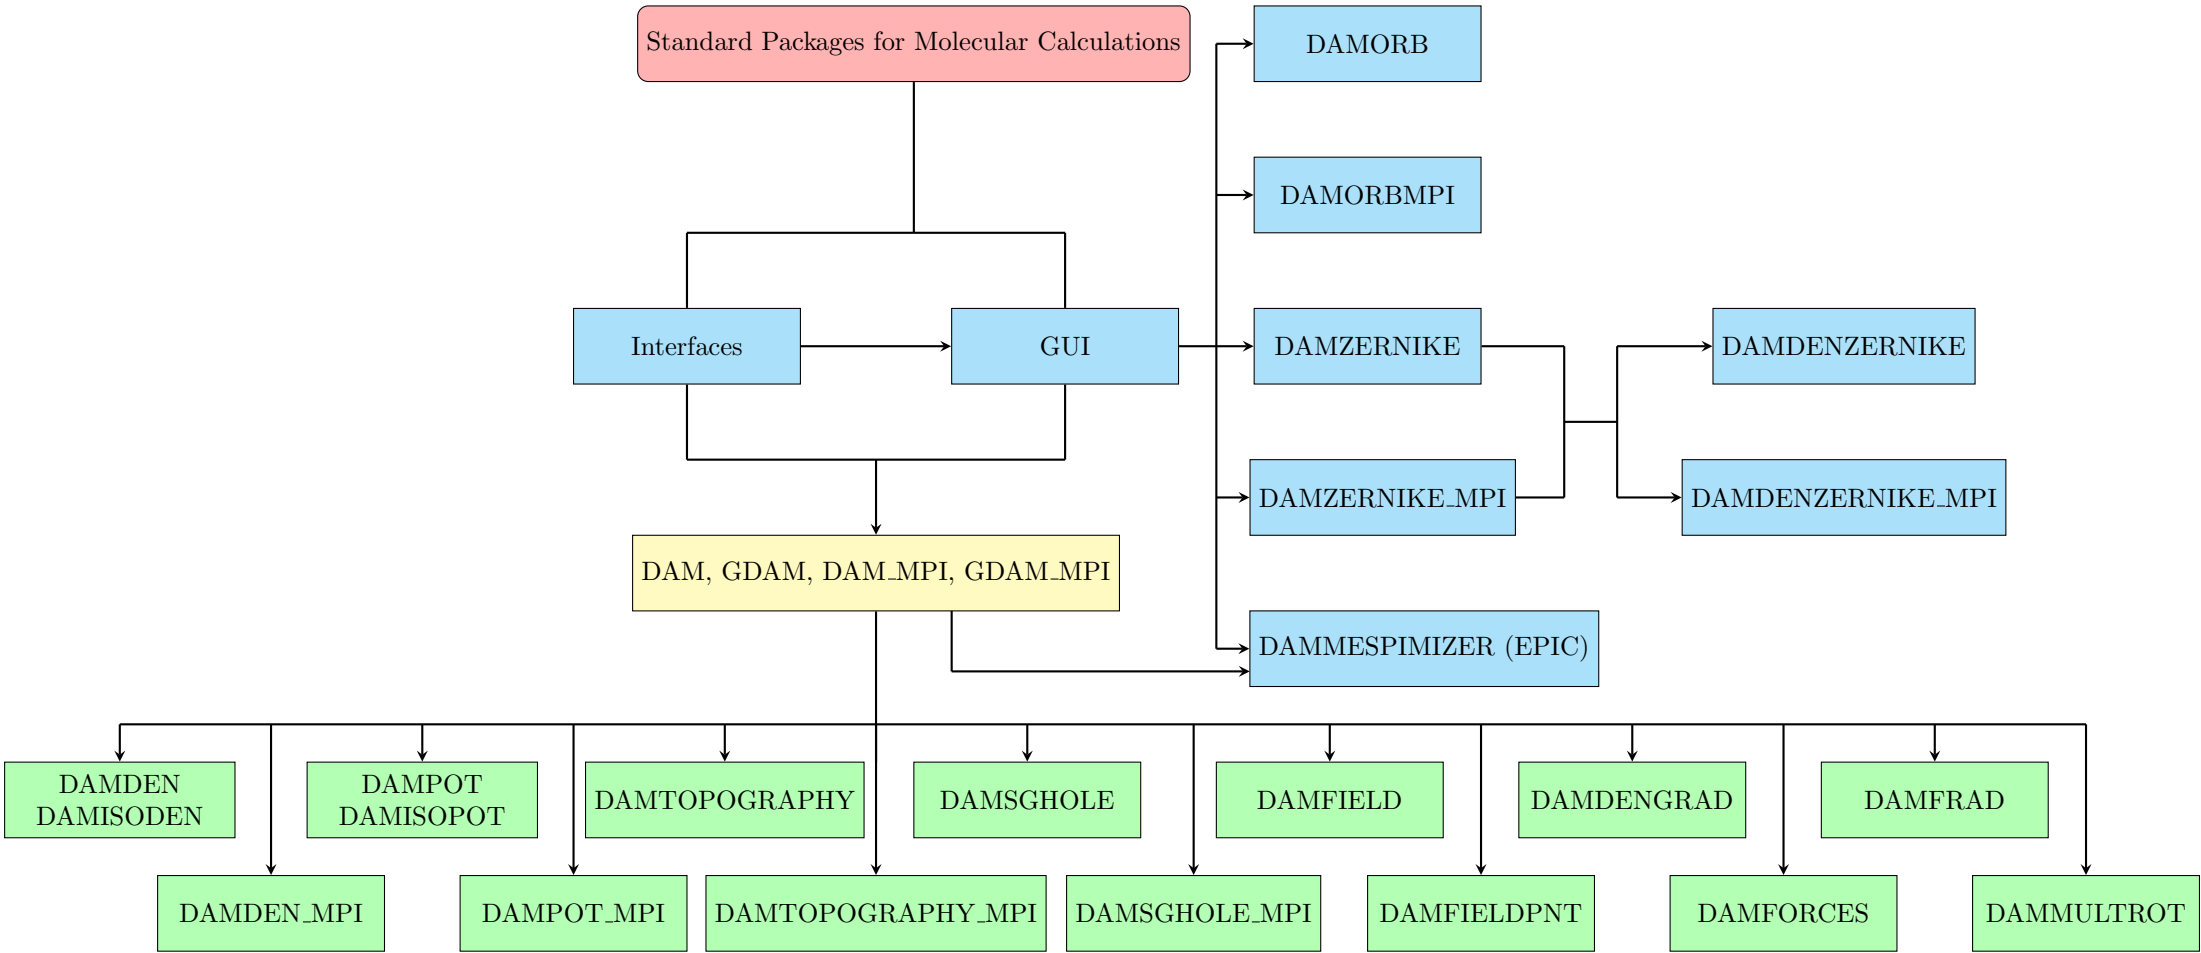 Standard Packages for Molecular Calculations
DAMORB
DAMORBMPI
Interfaces
GUI
DAMZERNIKE
DAMDENZERNIKE
DAMZERNIKE_MPI
DAMDENZERNIKE_MPI
DAM, GDAM, DAM_MPI, GDAM_MPI
DAMMESPIMIZER (EPIC)
DAMDEN
DAMISODEN
DAMPOT
DAMISOPOT
DAMTOPOGRAPHY
DAMSGHOLE
DAMFIELD
DAMDENGRAD
DAMFRAD
DAMDEN_MPI
DAMPOT_MPI
DAMTOPOGRAPHY_MPI
DAMSGHOLE_MPI
DAMFIELDPNT
DAMFORCES
DAMMULTROT